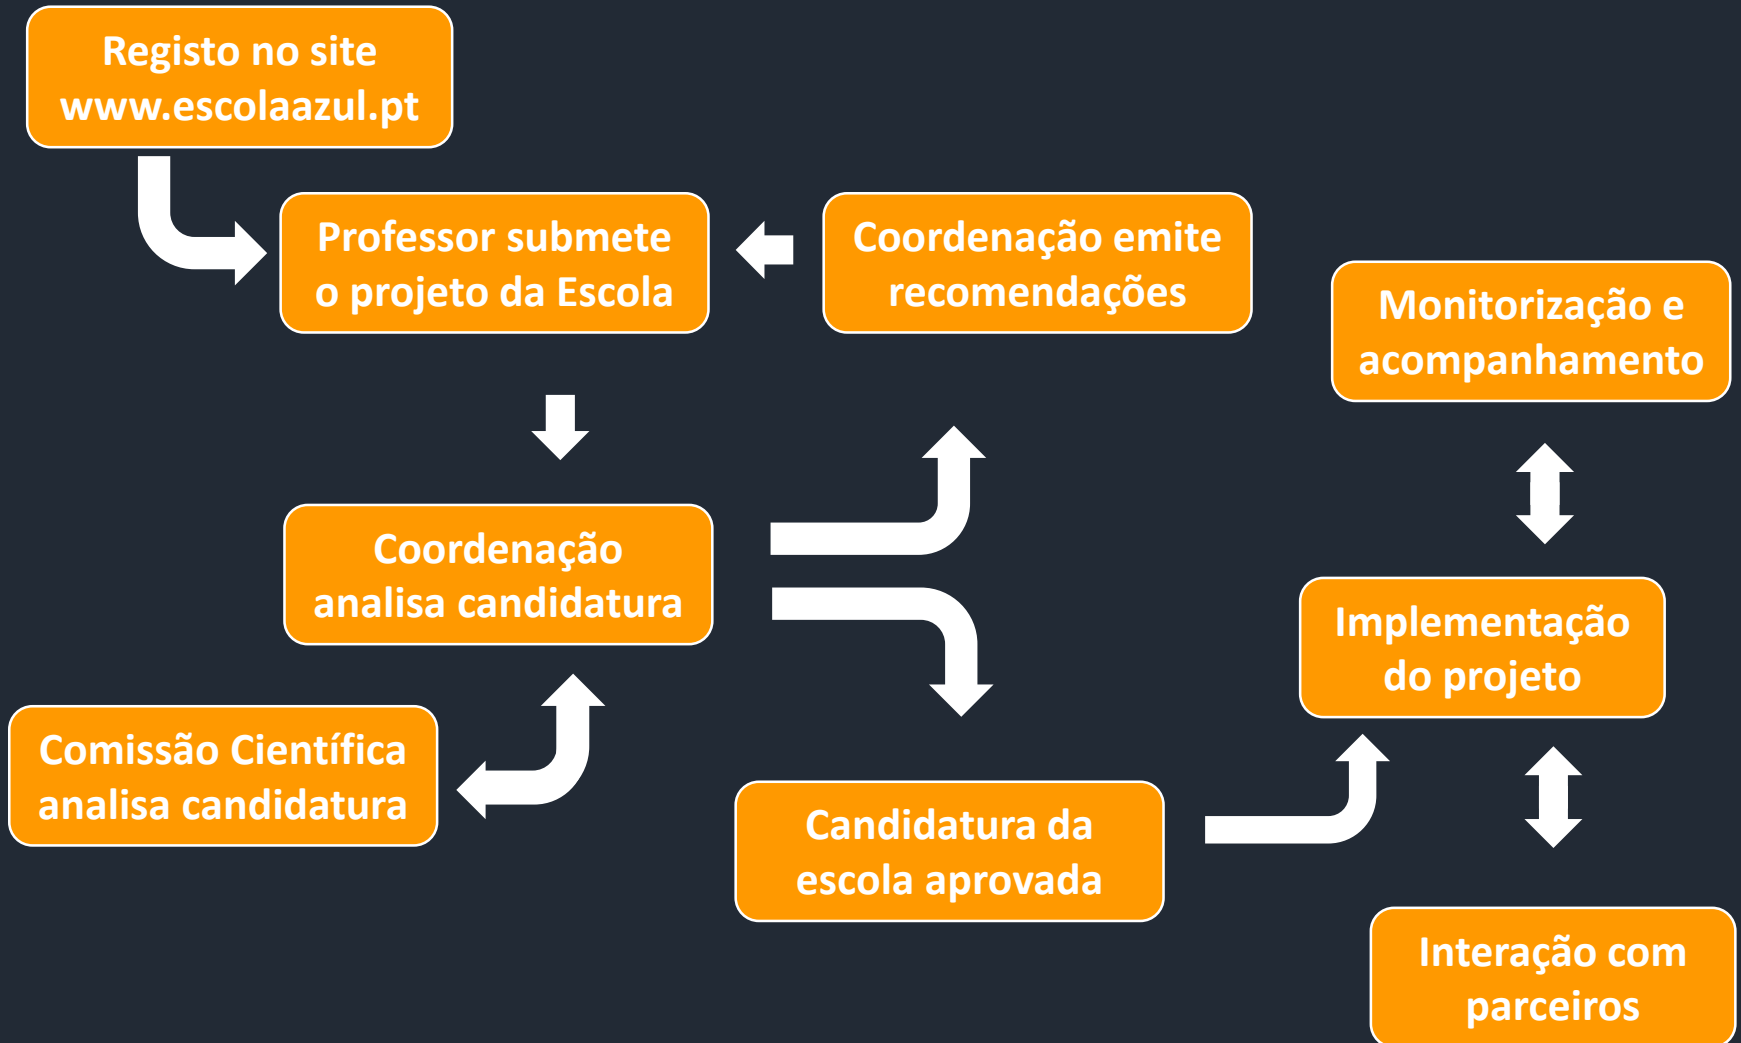 Registo no site
www.escolaazul.pt
Professor submete
o projeto da Escola
Coordenação emite
recomendações
Monitorização e
acompanhamento
Coordenação
analisa candidatura
Implementação
do projeto
Comissão Científica
analisa candidatura
Candidatura da
escola aprovada
Interação com
parceiros